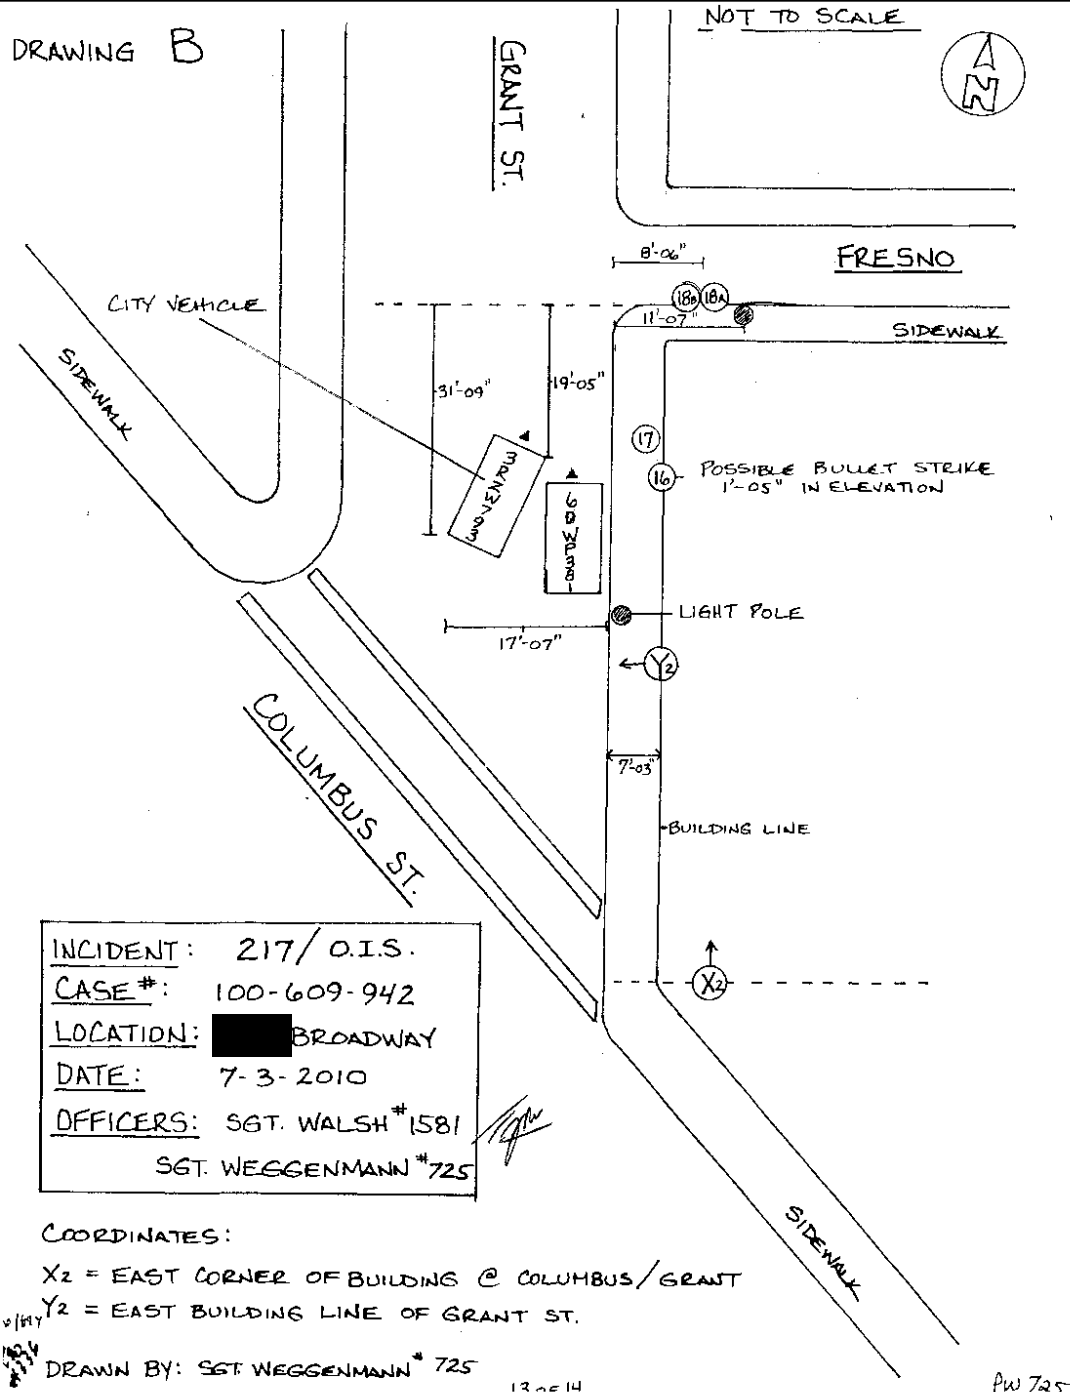 NOT TO SCALE
DRAWING B
GRANT ST.
N
8'-06"
FRESNO
CITY VEHICLE
18B 18A
11'-07"
SIDEWALK
SIDEWALK
31'-09"
19'-05"
17
16
POSSIBLE BULLET STRIKE
1'-05" IN ELEVATION
6DWP381
LIGHT POLE
17'-07"
Y2
COLUMBUS ST.
7'-03"
BUILDING LINE
X2
INCIDENT: 217/O.I.S.
CASE#: 100-609-942
LOCATION: BROADWAY
DATE: 7-3-2010
OFFICERS: SGT. WALSH #1581
SGT. WEGGENMANN #725
SIDEWALK
COORDINATES:
X2 = EAST CORNER OF BUILDING @ COLUMBUS/GRANT
Y2 = EAST BUILDING LINE OF GRANT ST.
DRAWN BY: SGT. WEGGENMANN # 725
13 OF 14
PW 725